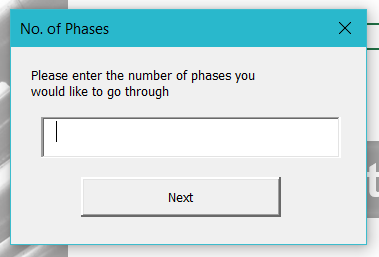 No. of Phases
Please enter the number of phases you
would like to go through
Next